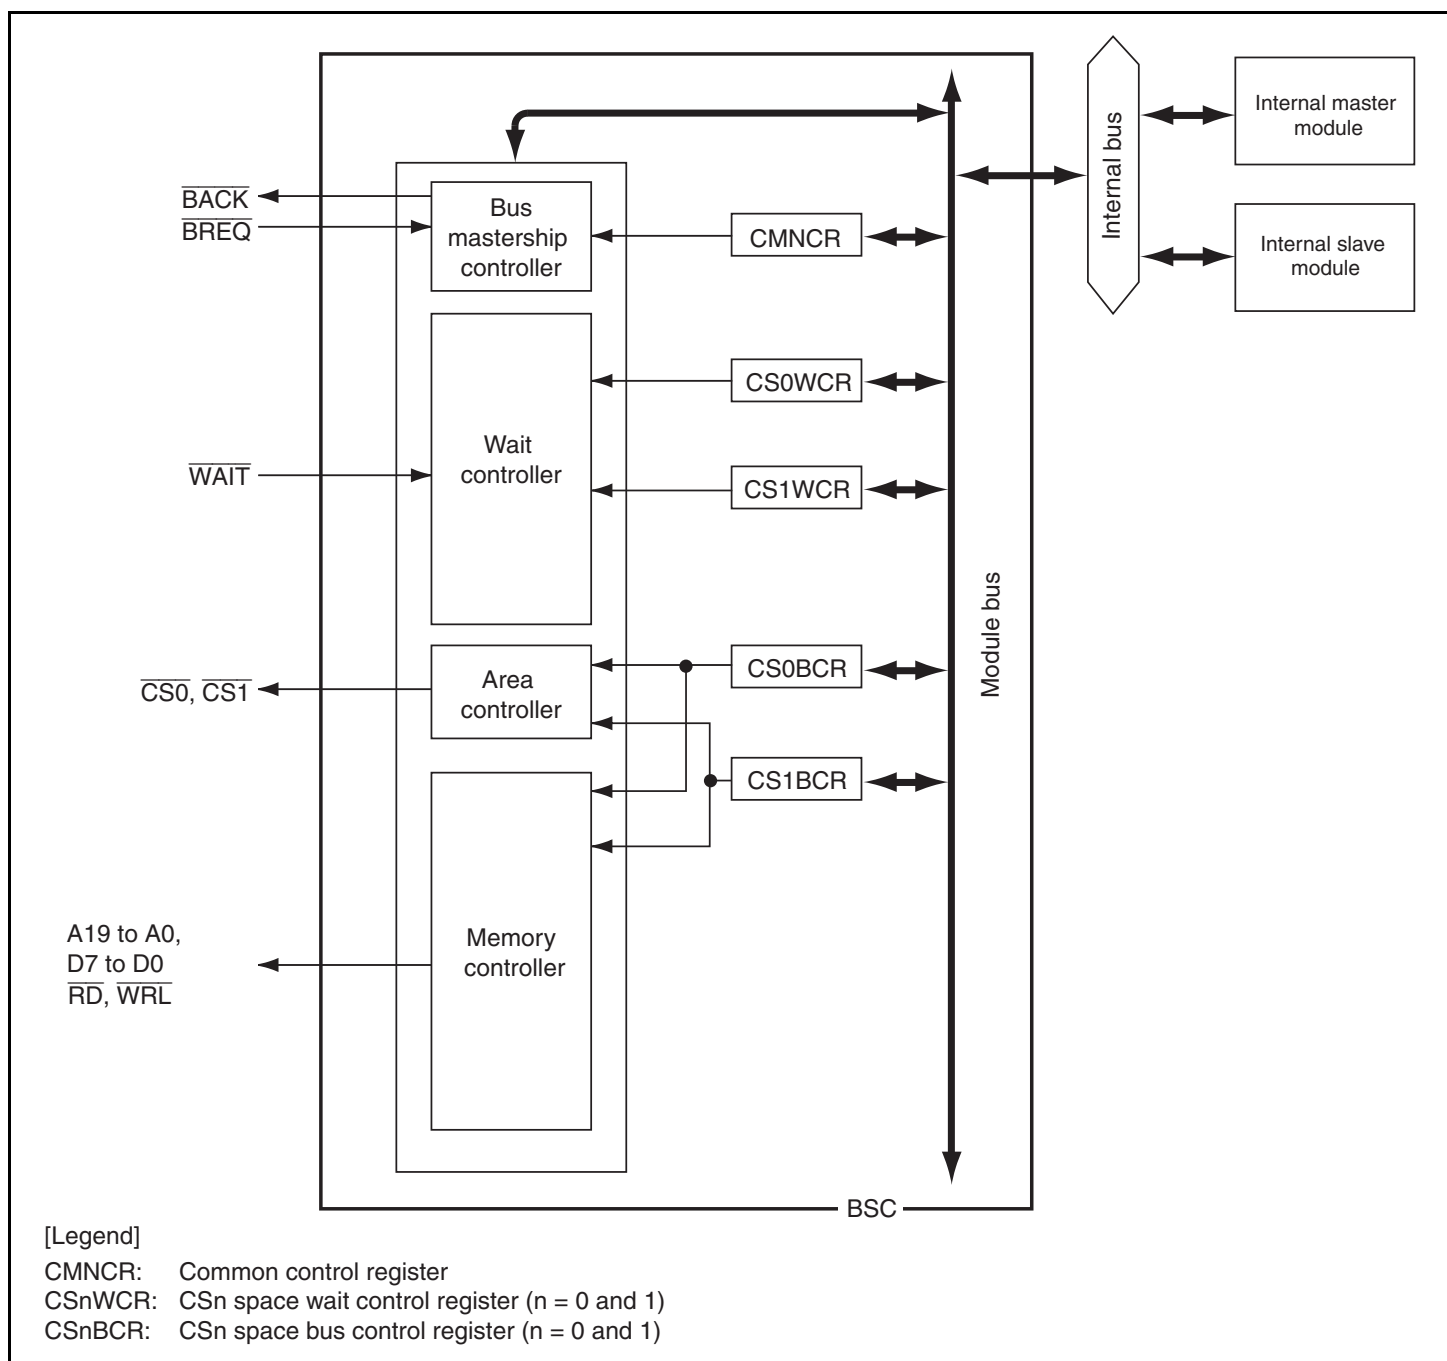 Internal master
module
Internal bus
BACK
BREQ
Bus
mastership
controller
CMNCR
Internal slave
module
CS0WCR
Wait
controller
WAIT
CS1WCR
Module bus
CS0, CS1
Area
controller
CS0BCR
CS1BCR
A19 to A0,
D7 to D0
RD, WRL
Memory
controller
BSC
[Legend]
CMNCR: Common control register
CSnWCR: CSn space wait control register (n = 0 and 1)
CSnBCR: CSn space bus control register (n = 0 and 1)